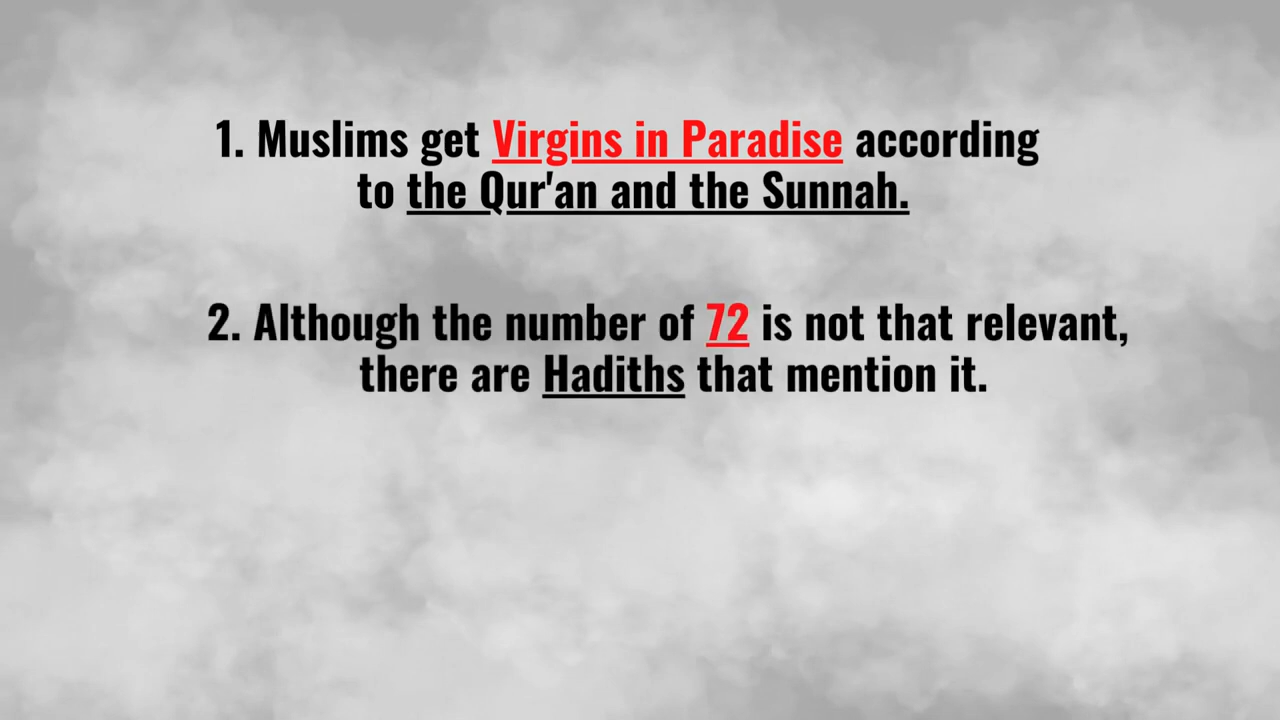 1. Muslims get Virgins in Paradise according
to the Qur'an and the Sunnah.
2. Although the number of 72 is not that relevant,
there are Hadiths that mention it.